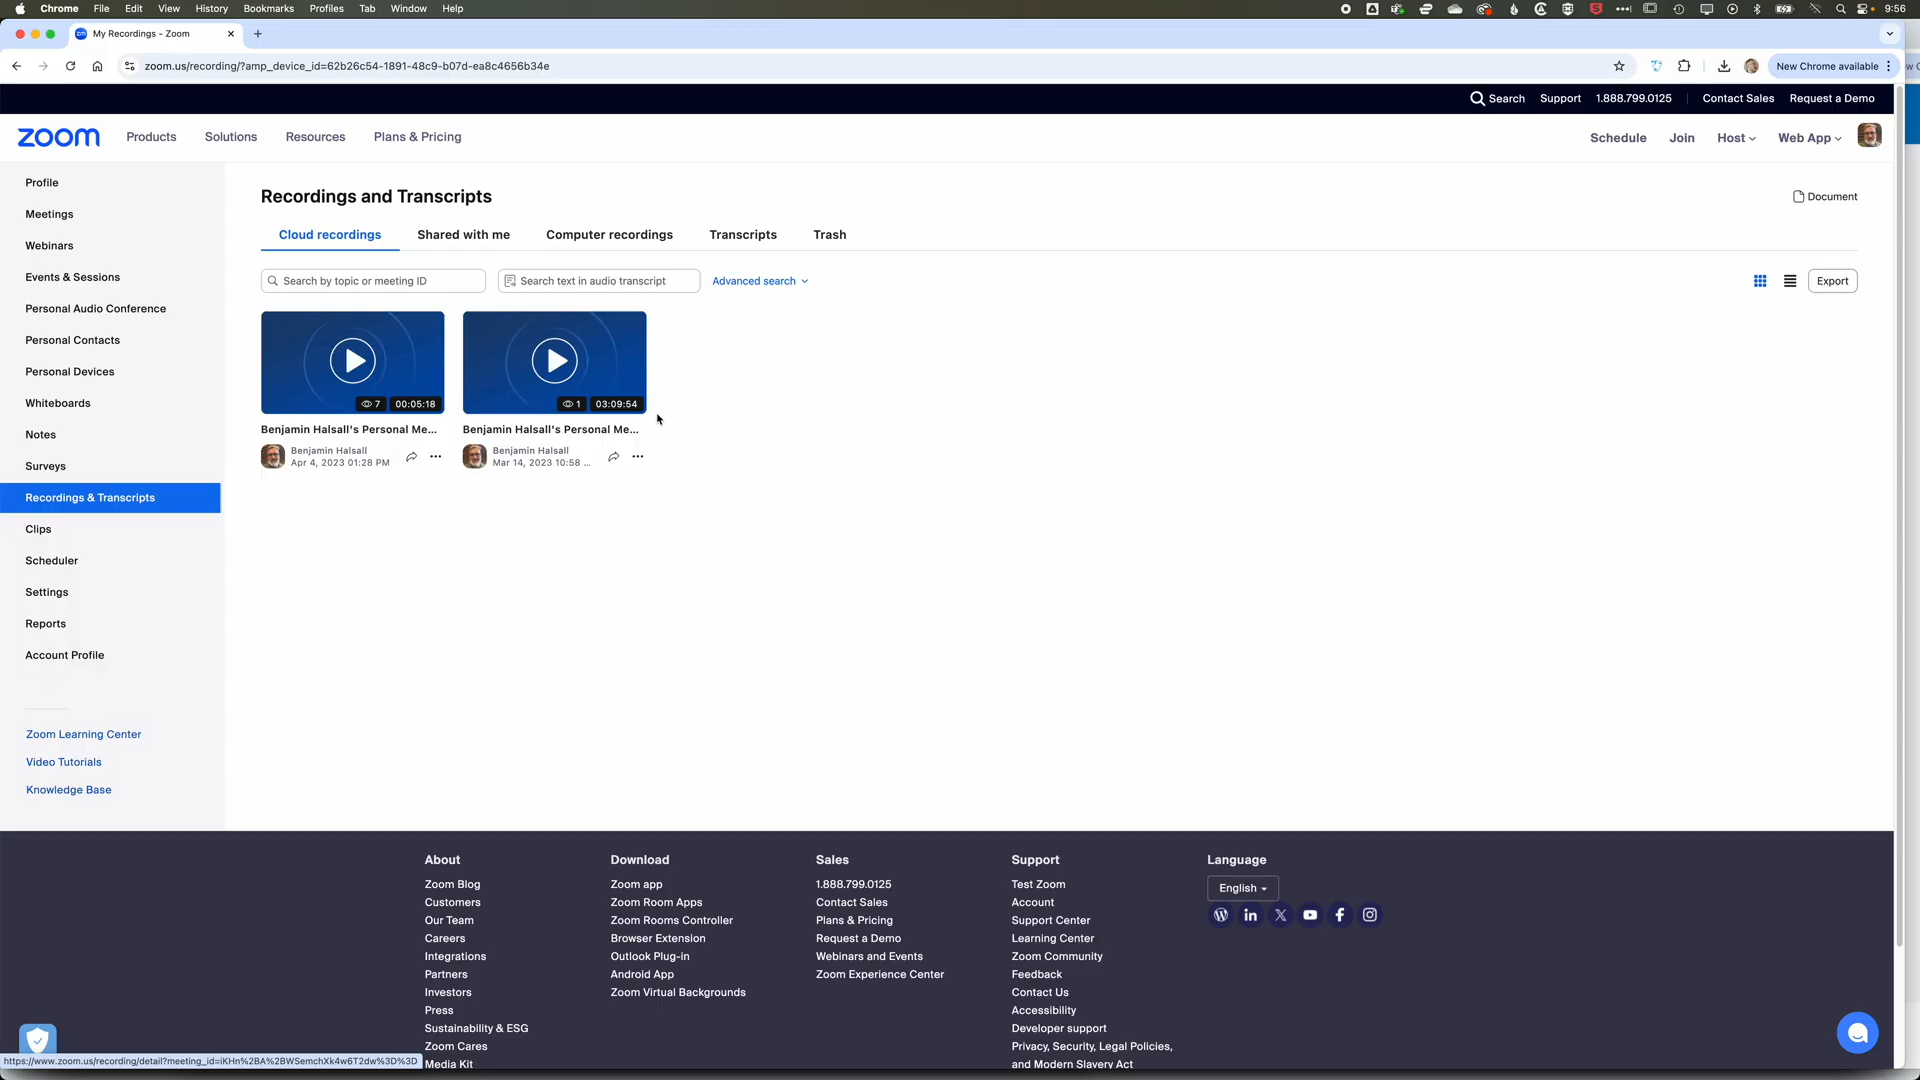 Chrome File Edit View History Bookmarks Profiles Tab Window Help 9:56
My Recordings - Zoom
zoom.us/recording/?amp_device_id=62b26c54-1891-48c9-b07d-ea8c4656b34e
New Chrome available
Search Support 1.888.799.0125 Contact Sales Request a Demo
zoom Products Solutions Resources Plans & Pricing Schedule Join Host Web App
Profile
Meetings
Webinars
Events & Sessions
Personal Audio Conference
Personal Contacts
Personal Devices
Whiteboards
Notes
Surveys
Recordings & Transcripts
Clips
Scheduler
Settings
Reports
Account Profile
Zoom Learning Center
Video Tutorials
Knowledge Base
Recordings and Transcripts
Document
Cloud recordings Shared with me Computer recordings Transcripts Trash
Search by topic or meeting ID Search text in audio transcript Advanced search Export
7 00:05:18
1 03:09:54
Benjamin Halsall's Personal Me...
Benjamin Halsall
Apr 4, 2023 01:28 PM
Benjamin Halsall's Personal Me...
Benjamin Halsall
Mar 14, 2023 10:58 ...
About
Zoom Blog
Customers
Our Team
Careers
Integrations
Partners
Investors
Press
Sustainability & ESG
Zoom Cares
Media Kit
Download
Zoom app
Zoom Room Apps
Zoom Rooms Controller
Browser Extension
Outlook Plug-in
Android App
Zoom Virtual Backgrounds
Sales
1.888.799.0125
Contact Sales
Plans & Pricing
Request a Demo
Webinars and Events
Zoom Experience Center
Support
Test Zoom
Account
Support Center
Learning Center
Zoom Community
Feedback
Contact Us
Accessibility
Developer support
Privacy, Security, Legal Policies,
and Modern Slavery Act
Language
English
https://www.zoom.us/recording/detail?meeting_id=iKHn%2BA%2BWSemchXk4w6T2dw%3D%3D